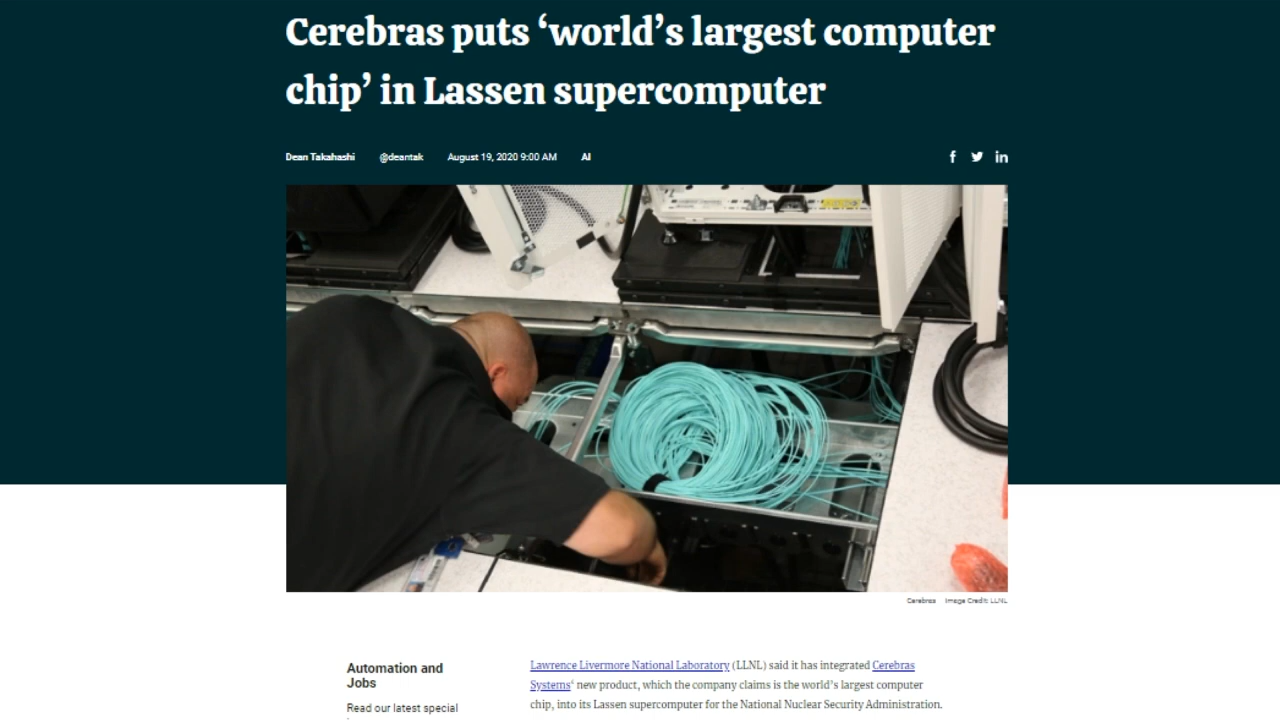 Cerebras puts ‘world’s largest computer
chip’ in Lassen supercomputer
Dean Takahashi @deantak August 19, 2020 9:00 AM AI
Cerebras Image Credit: LLNL
Automation and
Jobs
Read our latest special
Lawrence Livermore National Laboratory (LLNL) said it has integrated Cerebras
Systems‘ new product, which the company claims is the world’s largest computer
chip, into its Lassen supercomputer for the National Nuclear Security Administration.